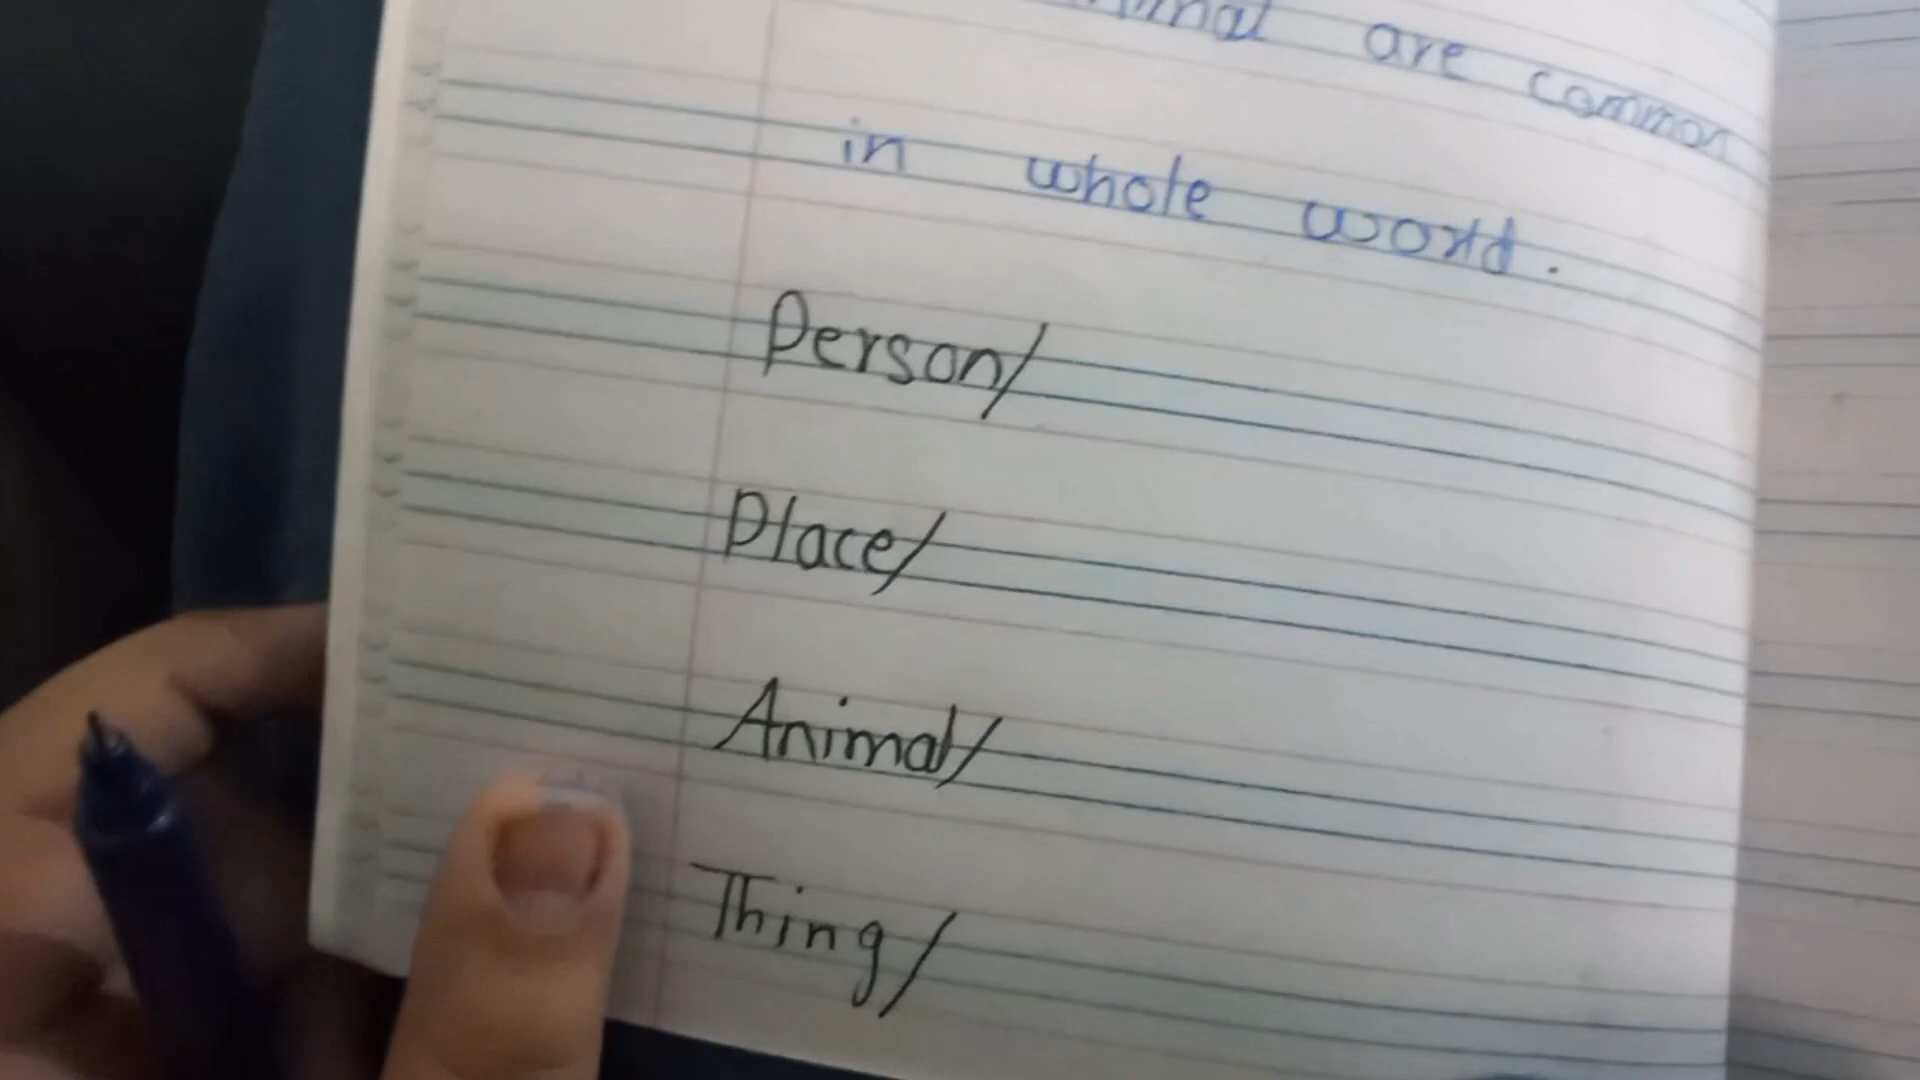 are common
in whole world.
Person/
Place/
Animal/
Thing/